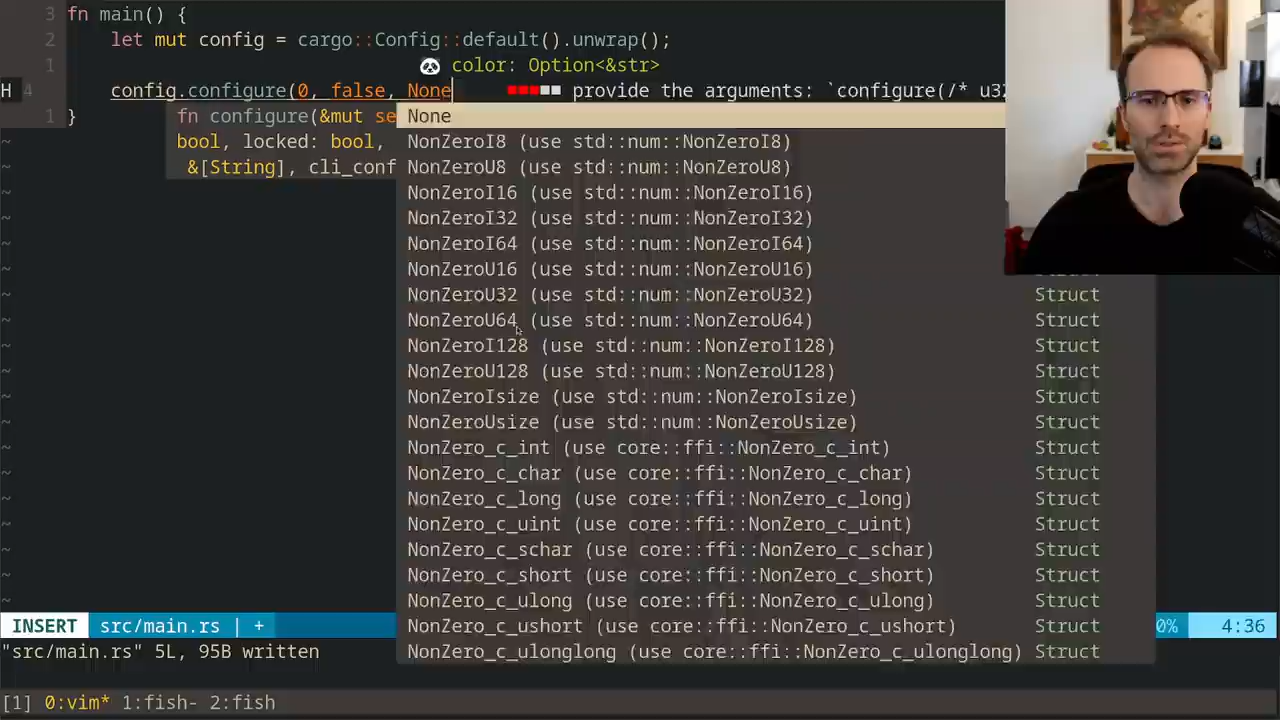 3 fn main() {
2     let mut config = cargo::Config::default().unwrap();
1 🐼 color: Option<&str>
H 4     config.configure(0, false, None     provide the arguments: `configure(/* u32
1 }         fn configure(&mut se None
~ bool, locked: bool, NonZeroI8 (use std::num::NonZeroI8)
~ &[String], cli_conf NonZeroU8 (use std::num::NonZeroU8)
~ NonZeroI16 (use std::num::NonZeroI16)
~ NonZeroI32 (use std::num::NonZeroI32)
~ NonZeroI64 (use std::num::NonZeroI64)
~ NonZeroU16 (use std::num::NonZeroU16)
~ NonZeroU32 (use std::num::NonZeroU32) Struct
~ NonZeroU64 (use std::num::NonZeroU64) Struct
~ NonZeroI128 (use std::num::NonZeroI128) Struct
~ NonZeroU128 (use std::num::NonZeroU128) Struct
~ NonZeroIsize (use std::num::NonZeroIsize) Struct
~ NonZeroUsize (use std::num::NonZeroUsize) Struct
~ NonZero_c_int (use core::ffi::NonZero_c_int) Struct
~ NonZero_c_char (use core::ffi::NonZero_c_char) Struct
~ NonZero_c_long (use core::ffi::NonZero_c_long) Struct
~ NonZero_c_uint (use core::ffi::NonZero_c_uint) Struct
~ NonZero_c_schar (use core::ffi::NonZero_c_schar) Struct
~ NonZero_c_short (use core::ffi::NonZero_c_short) Struct
~ NonZero_c_ulong (use core::ffi::NonZero_c_ulong) Struct
INSERT src/main.rs | + NonZero_c_ushort (use core::ffi::NonZero_c_ushort) Struct 0% 4:36
"src/main.rs" 5L, 95B written NonZero_c_ulonglong (use core::ffi::NonZero_c_ulonglong) Struct
[1] 0:vim* 1:fish- 2:fish